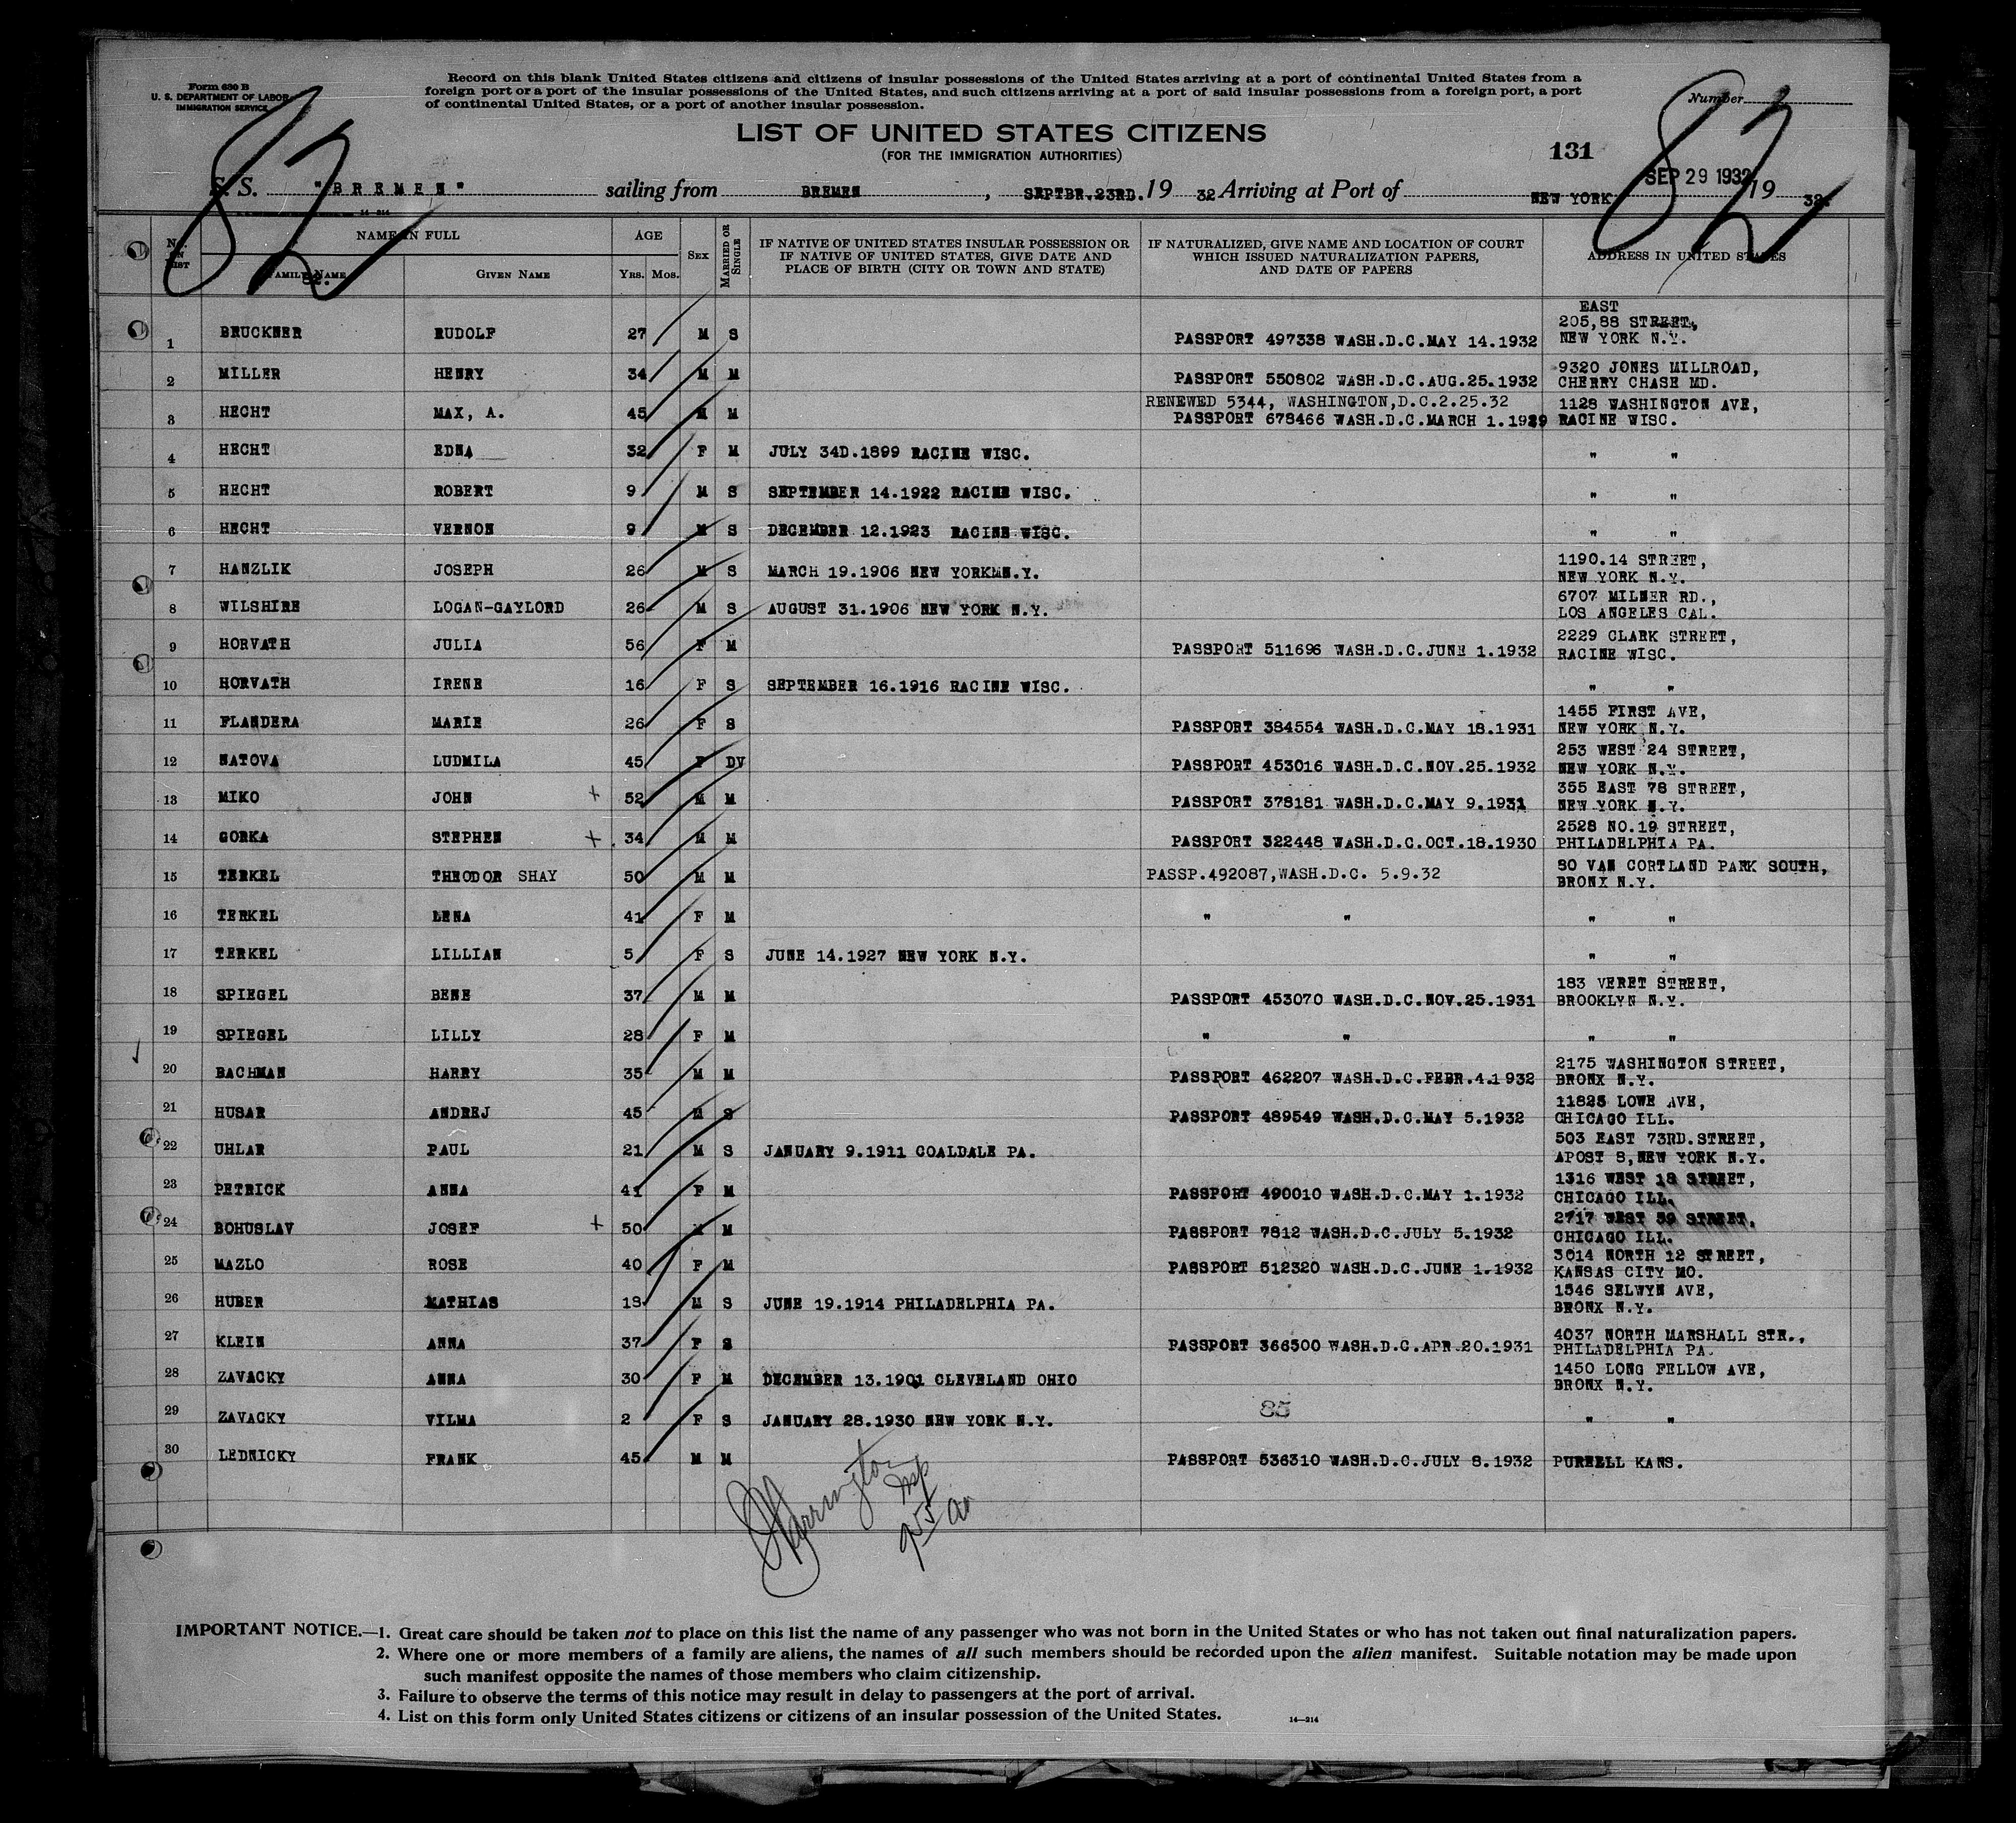 Form 630 B
U. S. DEPARTMENT OF LABOR
IMMIGRATION SERVICE
Record on this blank United States citizens and citizens of insular possessions of the United States arriving at a port of continental United States from a
foreign port or a port of the insular possessions of the United States, and such citizens arriving at a port of said insular possessions from a foreign port, a port
of continental United States, or a port of another insular possession.
Number
82
82
LIST OF UNITED STATES CITIZENS
(FOR THE IMMIGRATION AUTHORITIES)
131
S. S. "BREMEN" sailing from BREMEN, SEPTBR.23RD. 19 32 Arriving at Port of NEW YORK SEP 29 1932 19 32.
14-214
No. ON LIST NAME IN FULL AGE SEX MARRIED OR SINGLE IF NATIVE OF UNITED STATES INSULAR POSSESSION OR IF NATIVE OF UNITED STATES, GIVE DATE AND PLACE OF BIRTH (CITY OR TOWN AND STATE) IF NATURALIZED, GIVE NAME AND LOCATION OF COURT WHICH ISSUED NATURALIZATION PAPERS, AND DATE OF PAPERS ADDRESS IN UNITED STATES
FAMILY NAME GIVEN NAME YRS. MOS.
82.
1 BRUCKNER RUDOLF 27 M S PASSPORT 497338 WASH.D.C.MAY 14.1932 EAST 205,88 STREET, NEW YORK N.Y.
2 MILLER HENRY 34 M M PASSPORT 550802 WASH.D.C.AUG.25.1932 9320 JONES MILLROAD, CHERRY CHASE MD.
3 HECHT MAX, A. 45 M M RENEWED 5344, WASHINGTON,D.C.2.25.32 PASSPORT 678466 WASH.D.C.MARCH 1.1929 1128 WASHINGTON AVE, RACINE WISC.
4 HECHT EDNA 32 F M JULY 34D.1899 RACINE WISC. " "
5 HECHT ROBERT 9 M S SEPTEMBER 14.1922 RACINE WISC. " "
6 HECHT VERNON 9 M S DECEMBER 12.1923 RACINE WISC. " "
7 HANZLIK JOSEPH 26 M S MARCH 19.1906 NEW YORKMN.Y. 1190.14 STREET, NEW YORK N.Y.
8 WILSHIRE LOGAN-GAYLORD 26 M S AUGUST 31.1906 NEW YORK N.Y. 6707 MILNER RD., LOS ANGELES CAL.
9 HORVATH JULIA 56 F M PASSPORT 511696 WASH.D.C.JUNE 1.1932 2229 CLARK STREET, RACINE WISC.
10 HORVATH IRENE 16 F S SEPTEMBER 16.1916 RACINE WISC. " "
11 FLANDERA MARIE 26 F S PASSPORT 384554 WASH.D.C.MAY 18.1931 1455 FIRST AVE, NEW YORK N.Y.
12 NATOVA LUDMILA 45 F DV PASSPORT 453016 WASH.D.C.NOV.25.1932 253 WEST 24 STREET, NEW YORK N.Y.
13 MIKO JOHN + 52 M M PASSPORT 378181 WASH.D.C.MAY 9.1931 355 EAST 78 STREET, NEW YORK N.Y.
14 GORKA STEPHEN + 34 M M PASSPORT 322448 WASH.D.C.OCT.18.1930 2528 NO.19 STREET, PHILADELPHIA PA.
15 TERKEL THEODOR SHAY 50 M M PASSP.492087,WASH.D.C. 5.9.32 80 VAN CORTLAND PARK SOUTH, BRONX N.Y.
16 TERKEL LENA 41 F M " " " "
17 TERKEL LILLIAN 5 F S JUNE 14.1927 NEW YORK N.Y. " "
18 SPIEGEL BENE 37 M M PASSPORT 453070 WASH.D.C.NOV.25.1931 183 VERET STREET, BROOKLYN N.Y.
19 SPIEGEL LILLY 28 F M " " " "
20 BACHMAN HARRY 35 M M PASSPORT 462207 WASH.D.C.FEBR.4.1932 2175 WASHINGTON STREET, BRONX N.Y.
21 HUSAR ANDREJ 45 M S PASSPORT 489549 WASH.D.C.MAY 5.1932 11825 LOWE AVE, CHICAGO ILL.
22 UHLAR PAUL 21 M S JANUARY 9.1911 COALDALE PA. 503 EAST 73RD.STREET, APOST 8,NEW YORK N.Y.
23 PETRICK ANNA 41 F M PASSPORT 490010 WASH.D.C.MAY 1.1932 1316 WEST 18 STREET, CHICAGO ILL.
24 BOHUSLAV JOSEF + 50 M M PASSPORT 7812 WASH.D.C.JULY 5.1932 2717 WEST 59 STREET, CHICAGO ILL.
25 MAZLO ROSE 40 F M PASSPORT 512320 WASH.D.C.JUNE 1.1932 3014 NORTH 12 STREET, KANSAS CITY MO.
26 HUBER MATHIAS 18 M S JUNE 19.1914 PHILADELPHIA PA. 1546 SELWYN AVE, BRONX N.Y.
27 KLEIN ANNA 37 F S PASSPORT 366500 WASH.D.C.APR.20.1931 4037 NORTH MARSHALL STR., PHILADELPHIA PA.
28 ZAVACKY ANNA 30 F M DECEMBER 13.1901 CLEVELAND OHIO 1450 LONG FELLOW AVE, BRONX N.Y.
29 ZAVACKY VILMA 2 F S JANUARY 28.1930 NEW YORK N.Y. 85 " "
30 LEDNICKY FRANK 45 M M PASSPORT 536310 WASH.D.C.JULY 8.1932 PURZELL KANS.
IMPORTANT NOTICE.—1. Great care should be taken not to place on this list the name of any passenger who was not born in the United States or who has not taken out final naturalization papers.
2. Where one or more members of a family are aliens, the names of all such members should be recorded upon the alien manifest. Suitable notation may be made upon
such manifest opposite the names of those members who claim citizenship.
3. Failure to observe the terms of this notice may result in delay to passengers at the port of arrival.
4. List on this form only United States citizens or citizens of an insular possession of the United States.
14—214